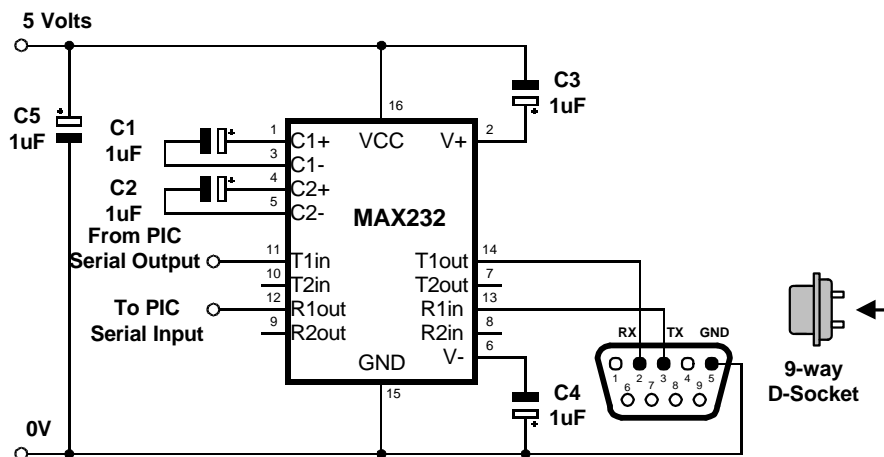 5 Volts
C5
1uF
+
C1
1uF
+
C2
1uF
+
C3
1uF
+
16
1
3
4
5
C1+
C1-
C2+
C2-
VCC
V+
2
MAX232
From PIC
Serial Output
11
10
To PIC
Serial Input
12
9
T1in
T2in
R1out
R2out
T1out
T2out
R1in
R2in
V-
14
7
13
8
6
GND
15
C4
1uF
+
RX TX GND
1 2 3 4 5
6 7 8 9
9-way
D-Socket
0V